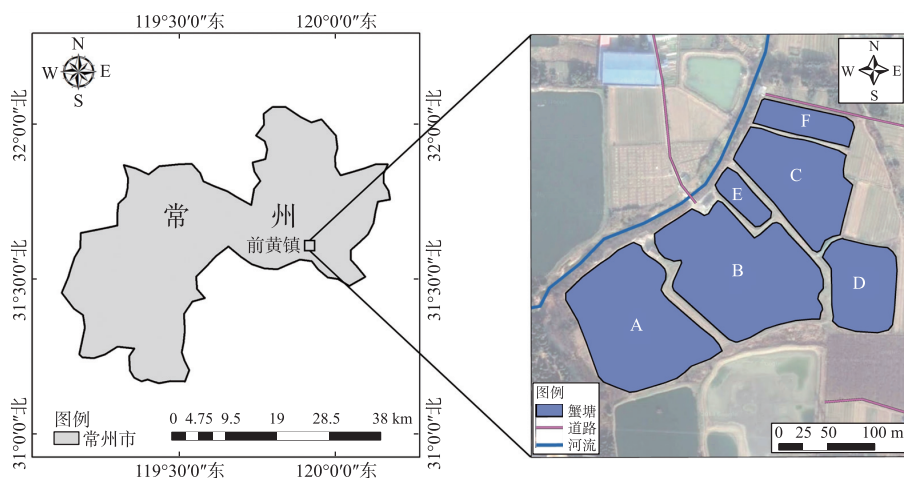 119°30′0″东 120°0′0″东
N
W E
S
32°0′0″北
31°30′0″北
31°0′0″北
常 州
前黄镇
图例
常州市
0 4.75 9.5 19 28.5 38 km
119°30′0″东 120°0′0″东
32°0′0″北
31°30′0″北
31°0′0″北
N
W E
S
F
C
E
B
D
A
图例
蟹塘
道路
河流
0 25 50 100 m